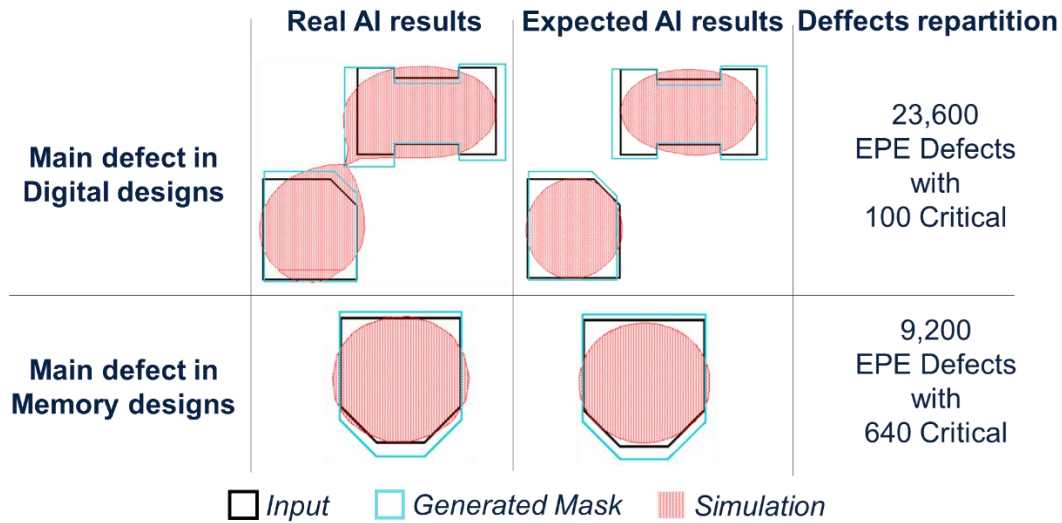 Real AI results
Expected AI results
Deffects repartition
Main defect in
Digital designs
23,600
EPE Defects
with
100 Critical
Main defect in
Memory designs
9,200
EPE Defects
with
640 Critical
Input
Generated Mask
Simulation